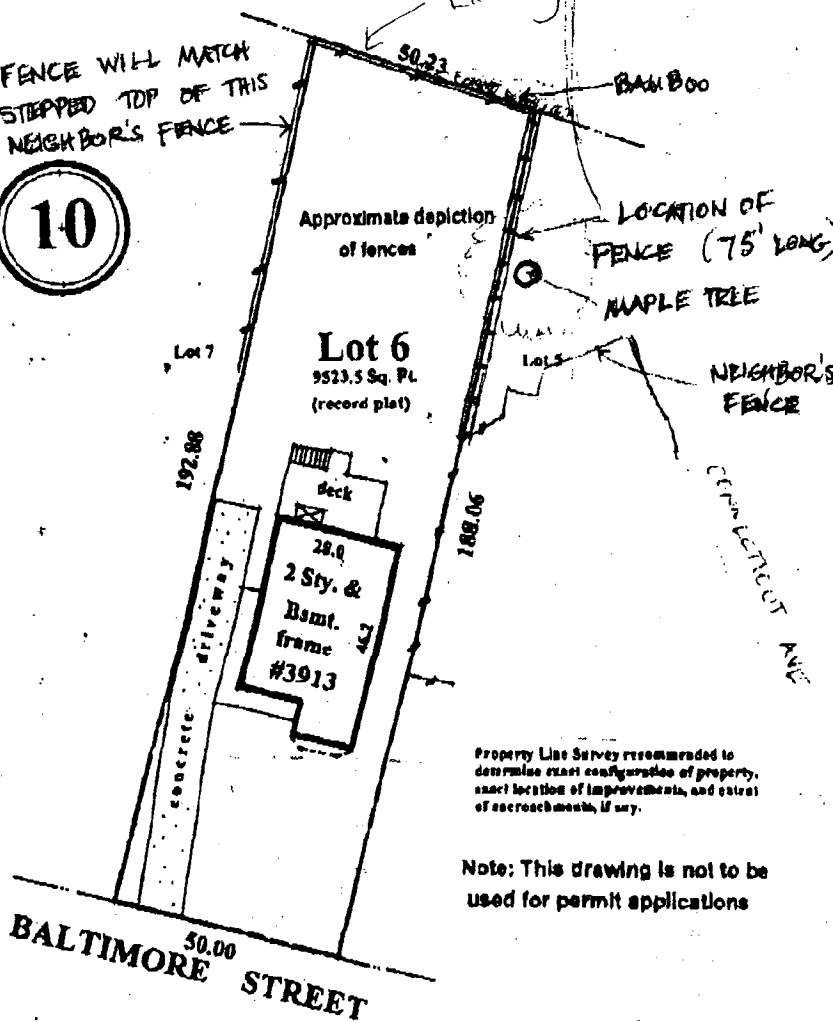 50.23
BAMBOO
FENCE WILL MATCH
STEPPED TOP OF THIS
NEIGHBOR'S FENCE
10
Approximate depiction
of fences
LOCATION OF
FENCE (75' LONG)
MAPLE TREE
Lot 7
Lot 6
9523.5 Sq. Ft.
(record plat)
Lot 5
NEIGHBOR'S
FENCE
192.88
188.06
deck
28.0
2 Sty. &
Bsmt.
frame
#3913
46.2
concrete driveway
CONNECTICUT AVE
Property Line Survey recommended to
determine exact configuration of property,
exact location of improvements, and extent
of encroachments, if any.
Note: This drawing is not to be
used for permit applications
50.00
BALTIMORE STREET